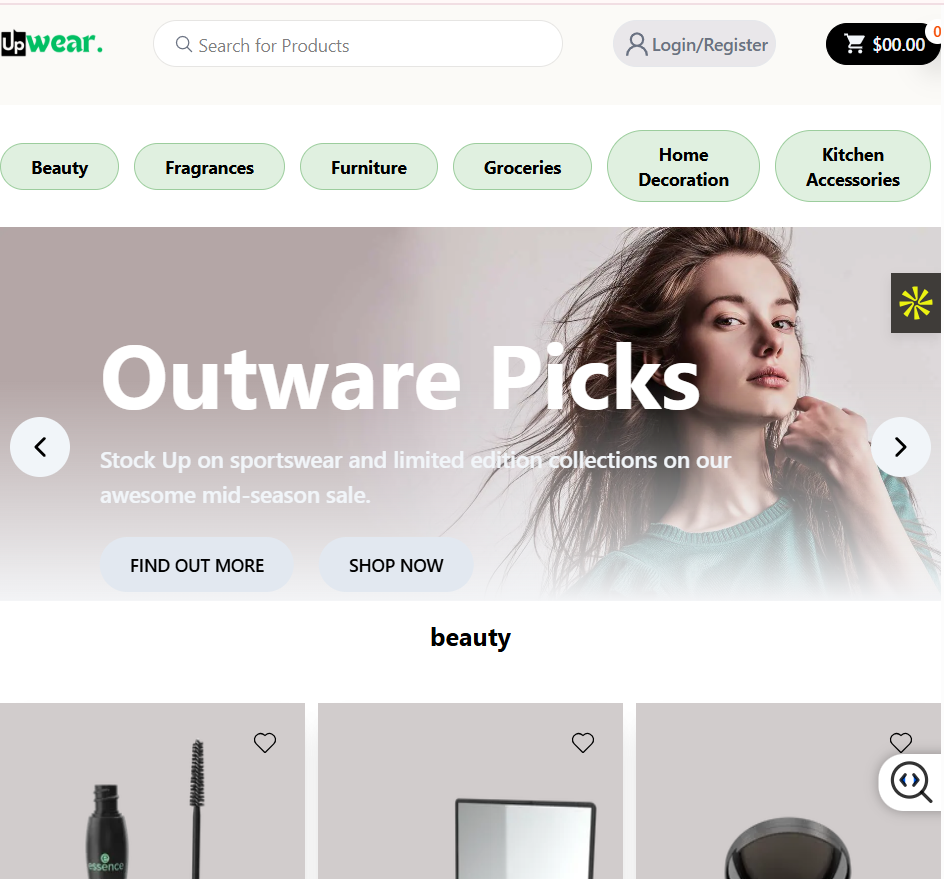 Upwear.
Search for Products
Login/Register
$00.00
0
Beauty
Fragrances
Furniture
Groceries
Home
Decoration
Kitchen
Accessories
Outware Picks
Stock Up on sportswear and limited edition collections on our
awesome mid-season sale.
FIND OUT MORE
SHOP NOW
beauty
essence